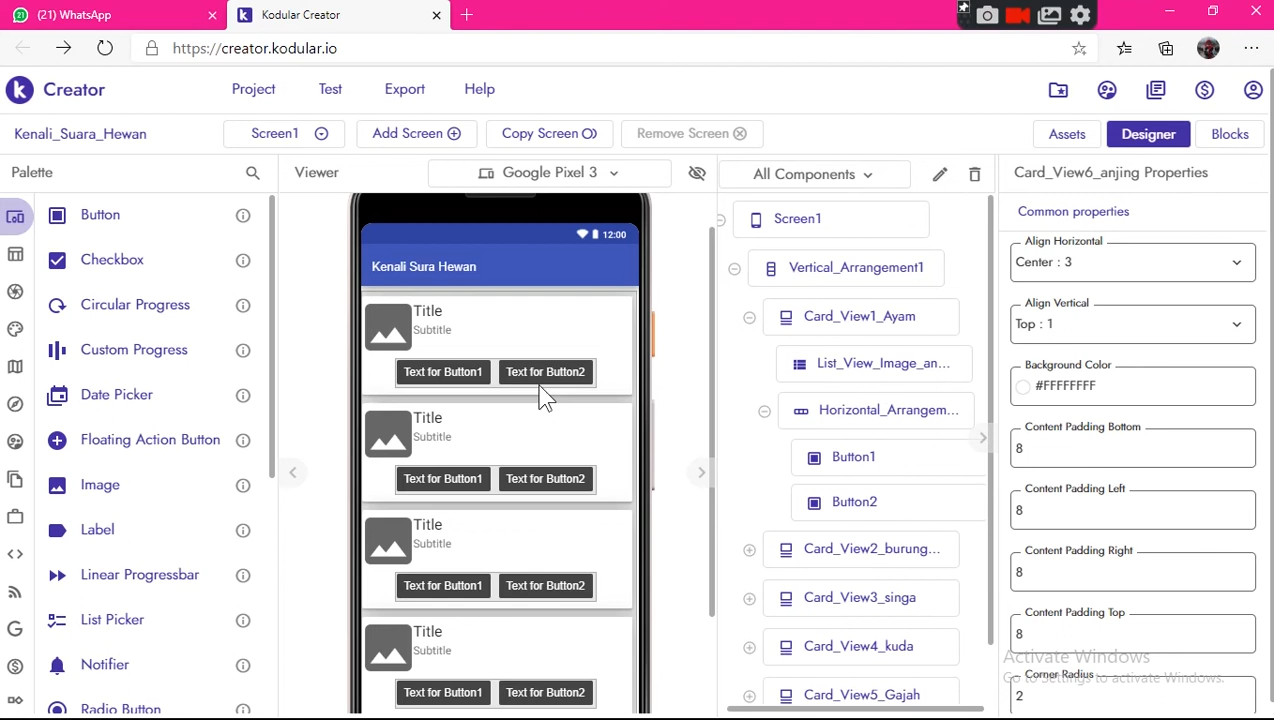 (21) WhatsApp
Kodular Creator
https://creator.kodular.io
Creator
Project
Test
Export
Help
Kenali_Suara_Hewan
Screen1
Add Screen
Copy Screen
Remove Screen
Assets
Designer
Blocks
Palette
Viewer
Google Pixel 3
All Components
Card_View6_anjing Properties
Button
Checkbox
Circular Progress
Custom Progress
Date Picker
Floating Action Button
Image
Label
Linear Progressbar
List Picker
Notifier
Radio Button
12:00
Kenali Sura Hewan
Title
Subtitle
Text for Button1
Text for Button2
Title
Subtitle
Text for Button1
Text for Button2
Title
Subtitle
Text for Button1
Text for Button2
Title
Subtitle
Text for Button1
Text for Button2
Screen1
Vertical_Arrangement1
Card_View1_Ayam
List_View_Image_an...
Horizontal_Arrangem...
Button1
Button2
Card_View2_burung...
Card_View3_singa
Card_View4_kuda
Card_View5_Gajah
Common properties
Align Horizontal
Center : 3
Align Vertical
Top : 1
Background Color
#FFFFFFFF
Content Padding Bottom
8
Content Padding Left
8
Content Padding Right
8
Content Padding Top
8
Activate Windows
Go to Settings to activate Windows.
Corner Radius
2